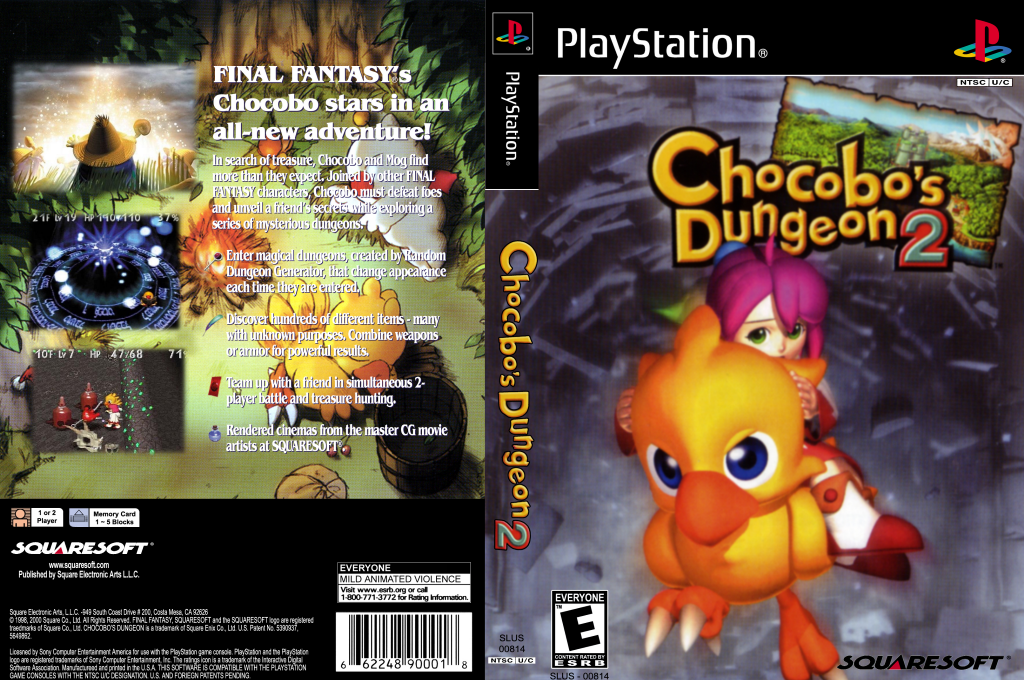 FINAL FANTASY®'s
Chocobo stars in an
all-new adventure!
In search of treasure, Chocobo and Mog find
more than they expect. Joined by other FINAL
FANTASY characters, Chocobo must defeat foes
and unveil a friend's secrets while exploring a
series of mysterious dungeons.
Enter magical dungeons, created by Random
Dungeon Generator, that change appearance
each time they are entered.
Discover hundreds of different items - many
with unknown purposes. Combine weapons
or armor for powerful results.
Team up with a friend in simultaneous 2-
player battle and treasure hunting.
Rendered cinemas from the master CG movie
artists at SQUARESOFT®
21F Lv19 HP 110 37%
10F Lv 7 HP 47/68 71
1 or 2
Player
Memory Card
1 ~ 5 Blocks
SQUARESOFT®
www.squaresoft.com
Published by Square Electronic Arts L.L.C.
EVERYONE
MILD ANIMATED VIOLENCE
Visit www.esrb.org or call
1-800-771-3772 for Rating Information.
Square Electronic Arts, L.L.C. -949 South Coast Drive # 200, Costa Mesa, CA 92626
© 1998, 2000 Square Co., Ltd. All Rights Reserved. FINAL FANTASY, SQUARESOFT and the SQUARESOFT logo are registered
traedmarks of Square Co., Ltd. CHOCOBO'S DUNGEON is a trademark of Square Enix Co., Ltd. U.S. Patent No. 5390937,
5649862.
Licensed by Sony Computer Entertainment America for use with the PlayStation game console. PlayStation and the PlayStation
logo are registered trademarks of Sony Computer Entertainment, Inc. The ratings icon is a trademark of the Interactive Digital
Software Association. Manufactureed and printed in the U.S.A. THIS SOFTWARE IS COMPATIBLE WITH THE PLAYSTATION
GAME CONSOLES WITH THE NTSC U/C DESIGNATION. U.S. AND FORIEGN PATENTS PENDING.
6 62248 90001 8
PlayStation®
Chocobo's Dungeon 2
SLUS
00814
NTSC U/C
PlayStation®
NTSC U/C
Chocobo's
Dungeon 2
™
EVERYONE
™
E
CONTENT RATED BY
ESRB
SLUS - 00814
SQUARESOFT®